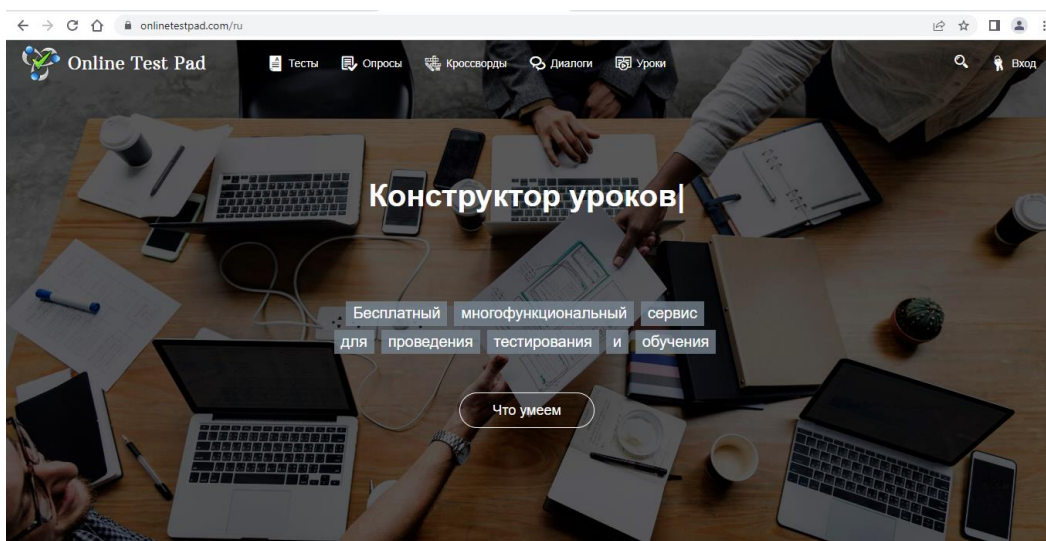 onlinetestpad.com/ru
Online Test Pad Тесты Опросы Кроссворды Диалоги Уроки Вход
Конструктор уроков|
Бесплатный многофункциональный сервис
для проведения тестирования и обучения
Что умеем